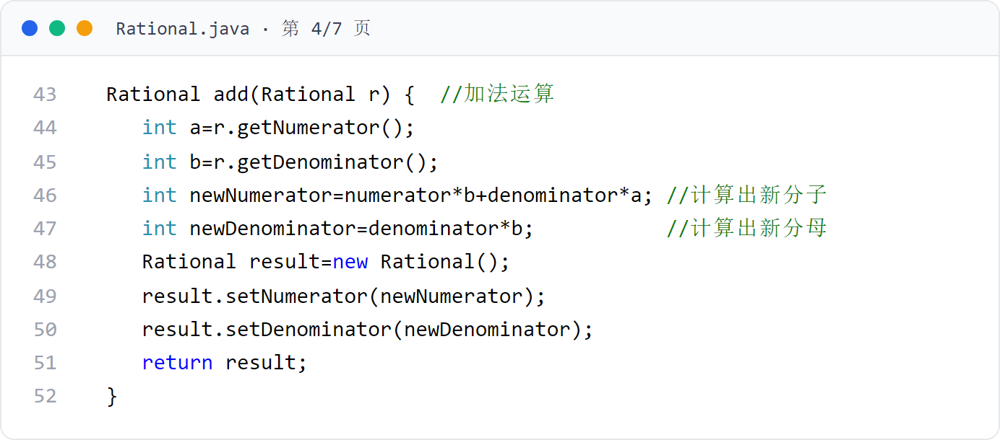 Rational.java · 第 4/7 页
43    Rational add(Rational r) {  //加法运算
44       int a=r.getNumerator();
45       int b=r.getDenominator();
46       int newNumerator=numerator*b+denominator*a; //计算出新分子
47       int newDenominator=denominator*b;           //计算出新分母
48       Rational result=new Rational();
49       result.setNumerator(newNumerator);
50       result.setDenominator(newDenominator);
51       return result;
52    }